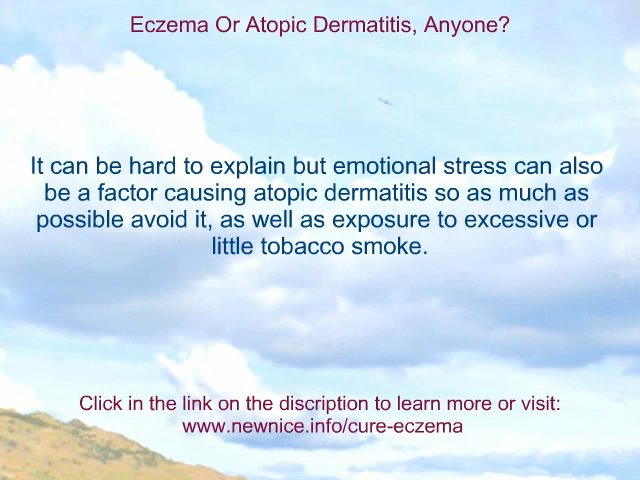 Eczema Or Atopic Dermatitis, Anyone?
It can be hard to explain but emotional stress can also
be a factor causing atopic dermatitis so as much as
possible avoid it, as well as exposure to excessive or
little tobacco smoke.
Click in the link on the discription to learn more or visit:
www.newnice.info/cure-eczema